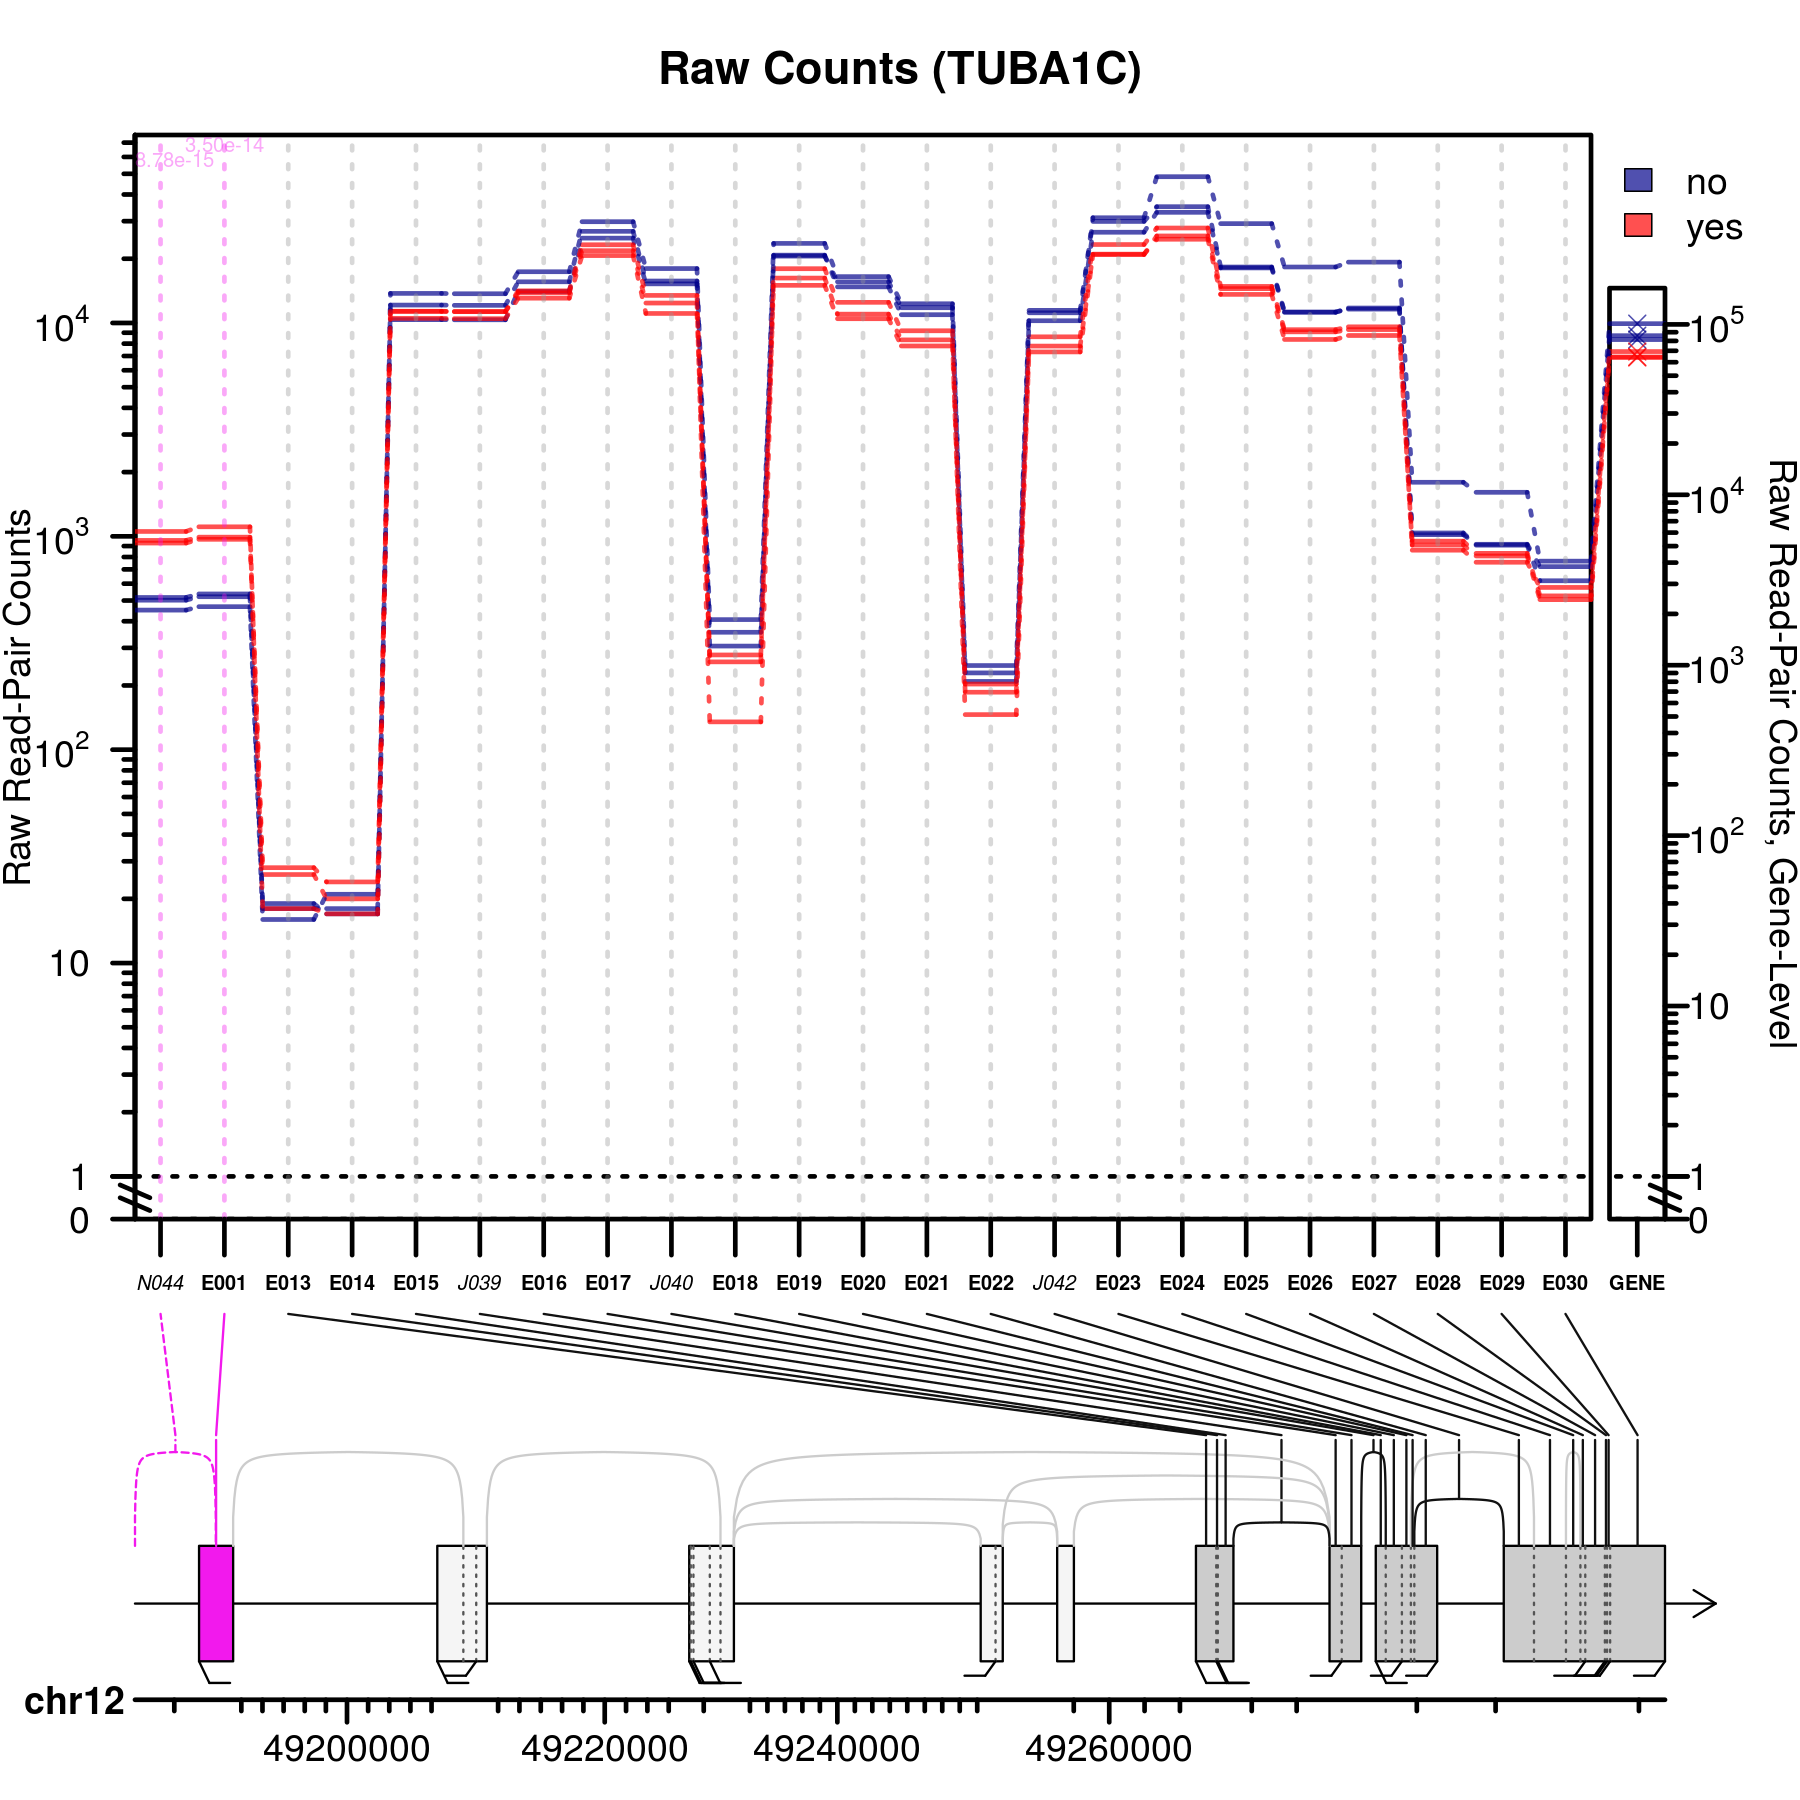 Raw Counts (TUBA1C)
3.50e-14
8.78e-15
no
yes
Raw Read-Pair Counts
10^4
10^3
10^2
10
1
0
10^5
10^4
10^3
10^2
10
1
0
Raw Read-Pair Counts, Gene-Level
N044 E001 E013 E014 E015 J039 E016 E017 J040 E018 E019 E020 E021 E022 J042 E023 E024 E025 E026 E027 E028 E029 E030 GENE
chr12
49200000 49220000 49240000 49260000